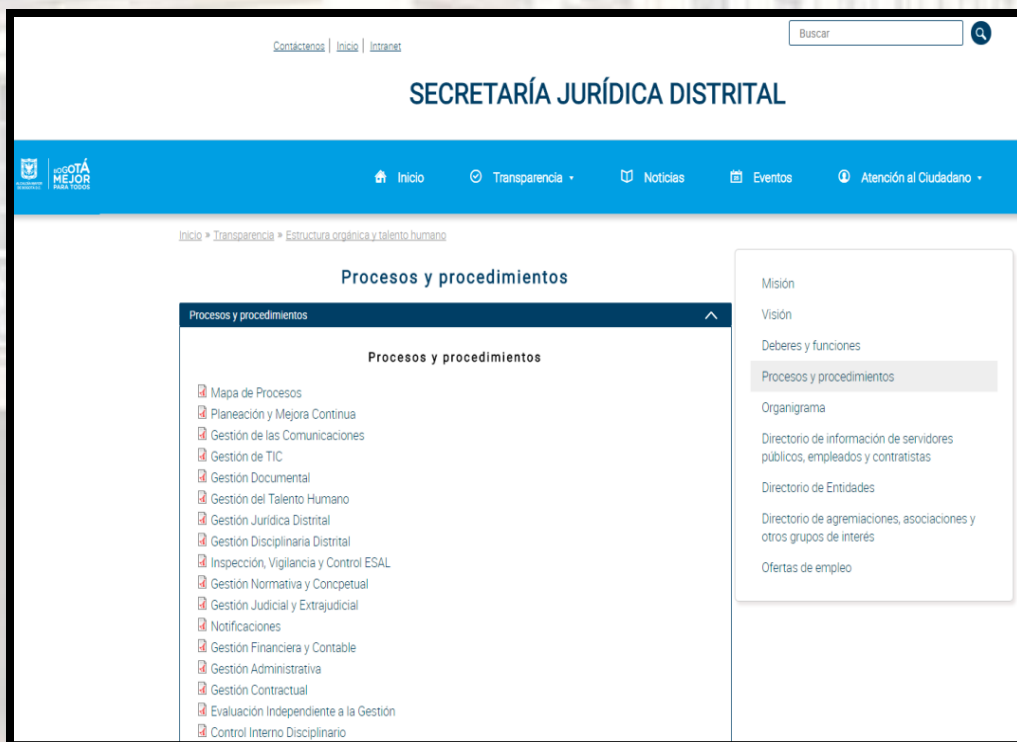 Contáctenos | Inicio | Intranet
Buscar
SECRETARÍA JURÍDICA DISTRITAL
BOGOTÁ
MEJOR
PARA TODOS
Inicio
Transparencia
Noticias
Eventos
Atención al Ciudadano
Inicio » Transparencia » Estructura orgánica y talento humano
Procesos y procedimientos
Procesos y procedimientos
Procesos y procedimientos
Mapa de Procesos
Planeación y Mejora Continua
Gestión de las Comunicaciones
Gestión de TIC
Gestión Documental
Gestión del Talento Humano
Gestión Jurídica Distrital
Gestión Disciplinaria Distrital
Inspección, Vigilancia y Control ESAL
Gestión Normativa y Concpetual
Gestión Judicial y Extrajudicial
Notificaciones
Gestión Financiera y Contable
Gestión Administrativa
Gestión Contractual
Evaluación Independiente a la Gestión
Control Interno Disciplinario
Misión
Visión
Deberes y funciones
Procesos y procedimientos
Organigrama
Directorio de información de servidores
públicos, empleados y contratistas
Directorio de Entidades
Directorio de agremiaciones, asociaciones y
otros grupos de interés
Ofertas de empleo